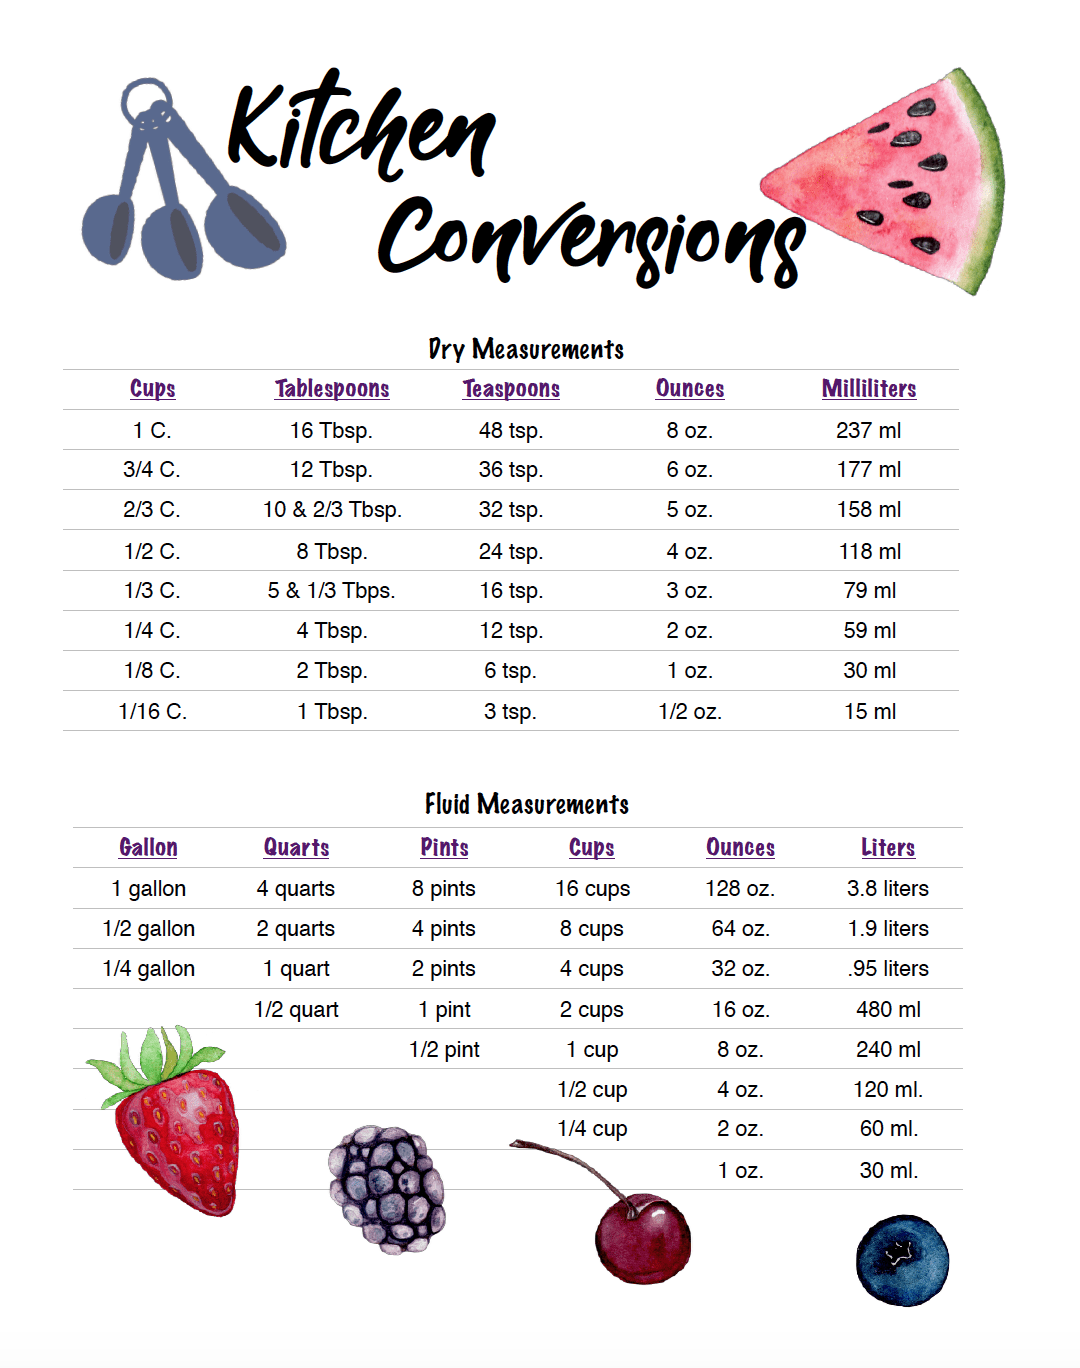 Kitchen
Conversions
Dry Measurements
Cups Tablespoons Teaspoons Ounces Milliliters
1 C. 16 Tbsp. 48 tsp. 8 oz. 237 ml
3/4 C. 12 Tbsp. 36 tsp. 6 oz. 177 ml
2/3 C. 10 & 2/3 Tbsp. 32 tsp. 5 oz. 158 ml
1/2 C. 8 Tbsp. 24 tsp. 4 oz. 118 ml
1/3 C. 5 & 1/3 Tbps. 16 tsp. 3 oz. 79 ml
1/4 C. 4 Tbsp. 12 tsp. 2 oz. 59 ml
1/8 C. 2 Tbsp. 6 tsp. 1 oz. 30 ml
1/16 C. 1 Tbsp. 3 tsp. 1/2 oz. 15 ml
Fluid Measurements
Gallon Quarts Pints Cups Ounces Liters
1 gallon 4 quarts 8 pints 16 cups 128 oz. 3.8 liters
1/2 gallon 2 quarts 4 pints 8 cups 64 oz. 1.9 liters
1/4 gallon 1 quart 2 pints 4 cups 32 oz. .95 liters
1/2 quart 1 pint 2 cups 16 oz. 480 ml
1/2 pint 1 cup 8 oz. 240 ml
1/2 cup 4 oz. 120 ml.
1/4 cup 2 oz. 60 ml.
1 oz. 30 ml.